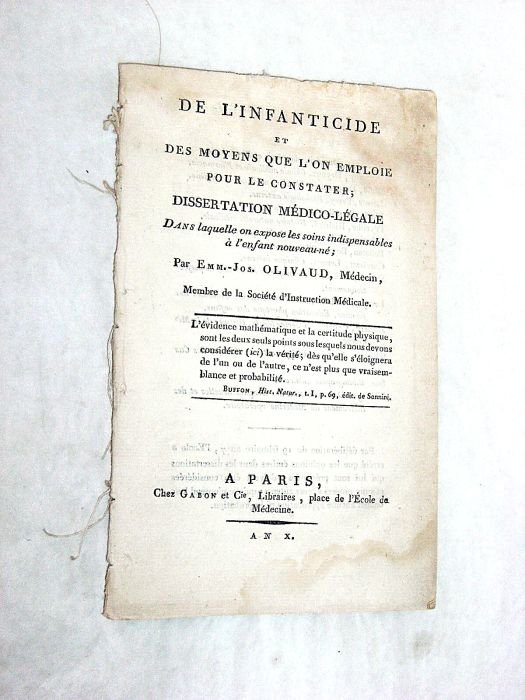 DE L'INFANTICIDE
ET
DES MOYENS QUE L'ON EMPLOIE
POUR LE CONSTATER;
DISSERTATION MÉDICO-LÉGALE
DANS laquelle on expose les soins indispensables
à l'enfant nouveau-né;
Par EMM.-JOS. OLIVAUD, Médecin,
Membre de la Société d'Instruction Médicale.
L'évidence mathématique et la certitude physique,
sont les deux seuls points sous lesquels nous devons
considérer (ici) la vérité; dès qu'elle s'éloignera
de l'un ou de l'autre, ce n'est plus que vraisem-
blance et probabilité.
BUFFON, Hist. Natur., t. I, p. 69, édit. de Sonnini.
A PARIS,
Chez GABON et Cie, Libraires, place de l'École de
Médecine.
AN X.